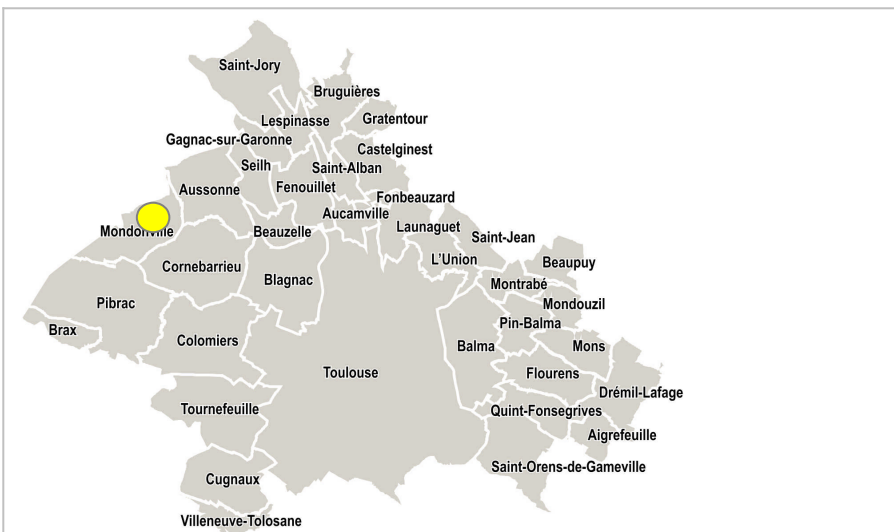 Saint-Jory
Bruguières
Lespinasse
Gratentour
Gagnac-sur-Garonne
Castelginest
Seilh
Saint-Alban
Aussonne
Fenouillet
Fonbeauzard
Aucamville
Mondonville
Beauzelle
Launaguet
Saint-Jean
L'Union
Beaupuy
Cornebarrieu
Blagnac
Montrabé
Pibrac
Mondouzil
Brax
Pin-Balma
Colomiers
Balma
Mons
Toulouse
Flourens
Drémil-Lafage
Tournefeuille
Quint-Fonsegrives
Aigrefeuille
Saint-Orens-de-Gameville
Cugnaux
Villeneuve-Tolosane